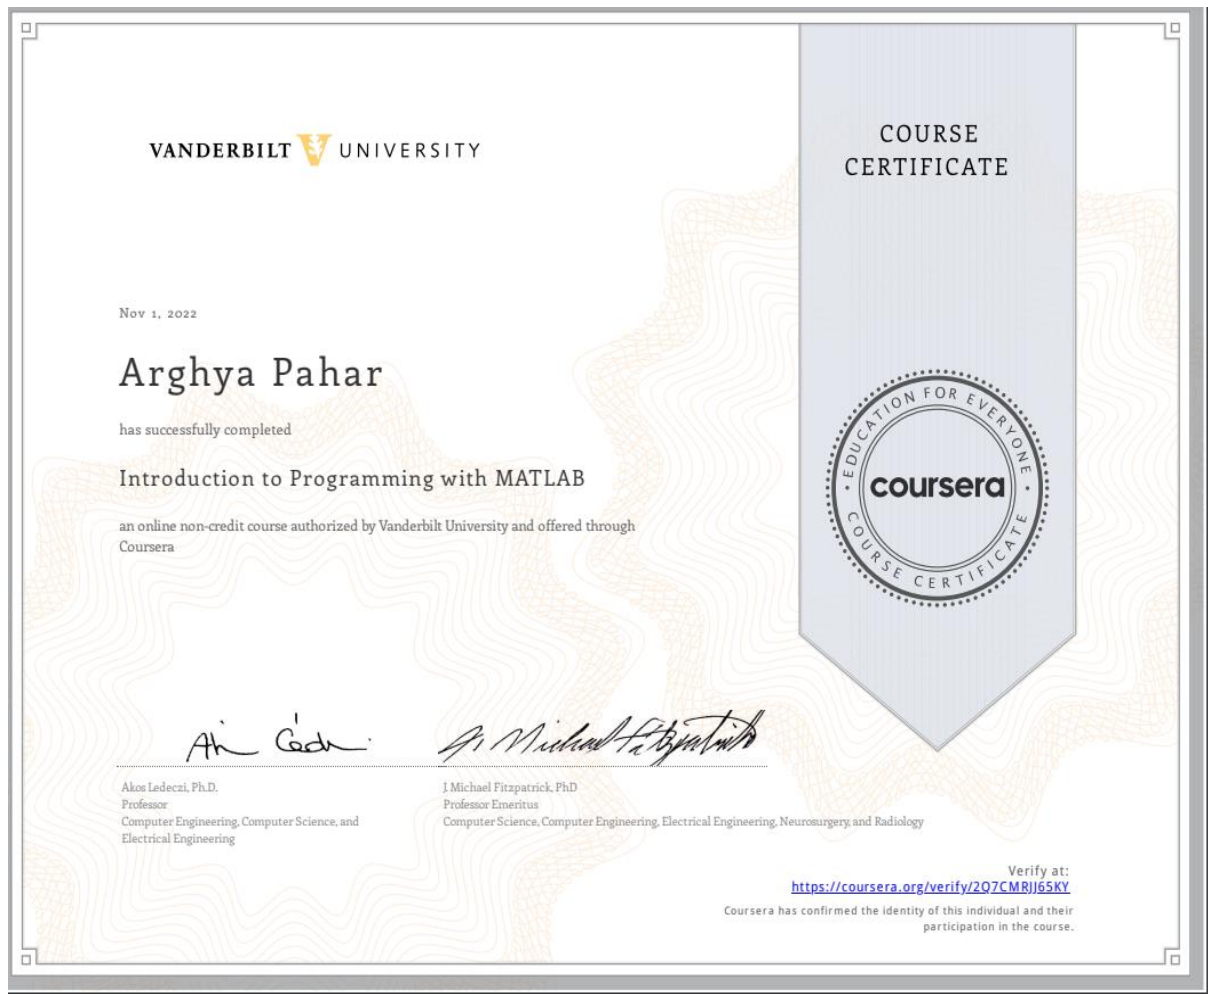 VANDERBILT UNIVERSITY
COURSE
CERTIFICATE
Nov 1, 2022
Arghya Pahar
has successfully completed
Introduction to Programming with MATLAB
an online non-credit course authorized by Vanderbilt University and offered through
Coursera
EDUCATION FOR EVERYONE
coursera
COURSE CERTIFICATE
J. Michael Fitzpatrick
Akos Ledeczi, Ph.D.
Professor
Computer Engineering, Computer Science, and
Electrical Engineering
J. Michael Fitzpatrick, PhD
Professor Emeritus
Computer Science, Computer Engineering, Electrical Engineering, Neurosurgery, and Radiology
Verify at:
https://coursera.org/verify/2Q7CMRJJ65KY
Coursera has confirmed the identity of this individual and their
participation in the course.